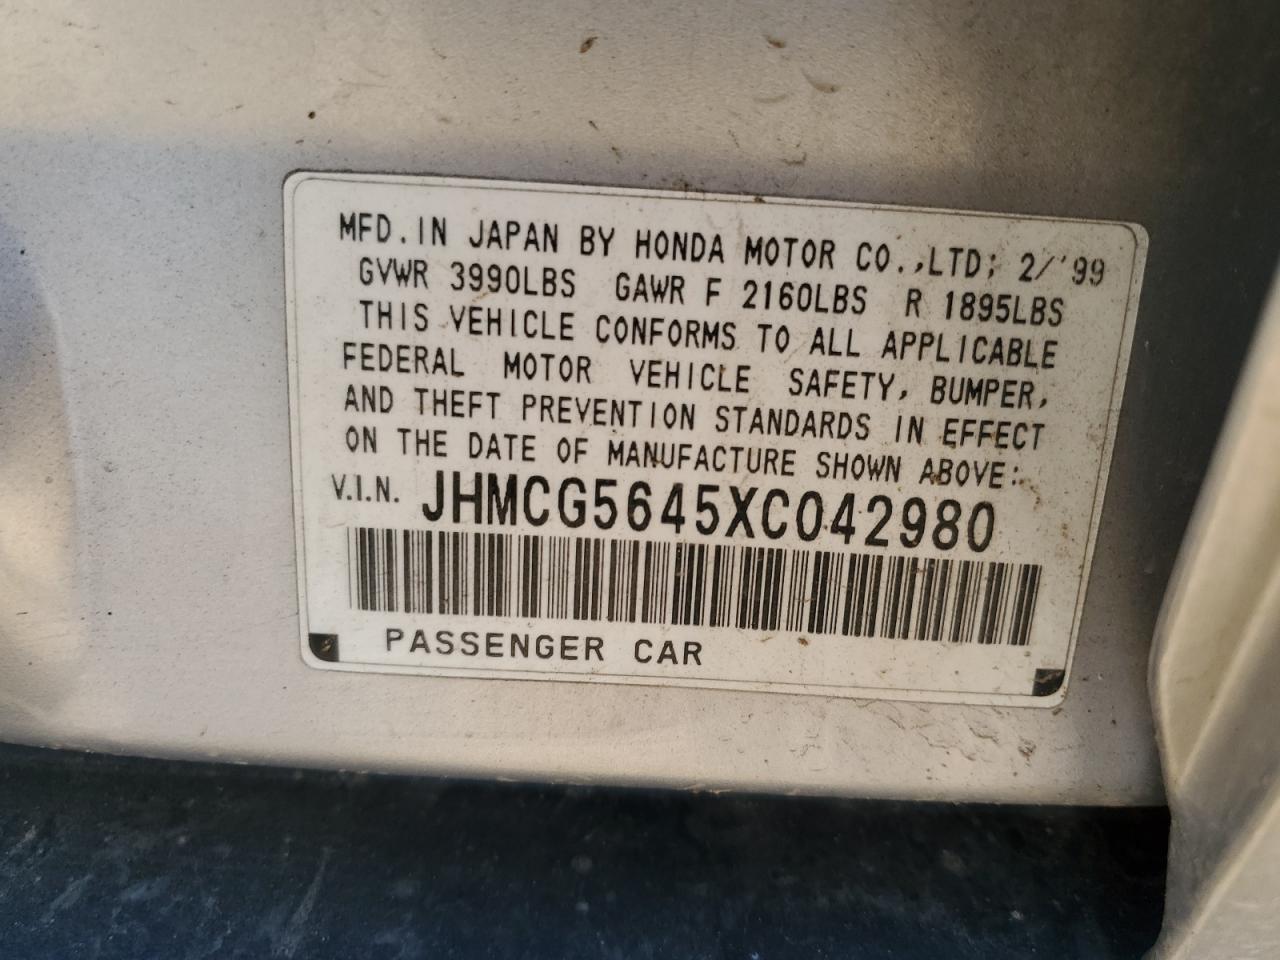 MFD. IN JAPAN BY HONDA MOTOR CO.,LTD; 2/'99
GVWR 3990LBS GAWR F 2160LBS R 1895LBS
THIS VEHICLE CONFORMS TO ALL APPLICABLE
FEDERAL MOTOR VEHICLE SAFETY, BUMPER,
AND THEFT PREVENTION STANDARDS IN EFFECT
ON THE DATE OF MANUFACTURE SHOWN ABOVE:
V.I.N. JHMCG5645XC042980
PASSENGER CAR